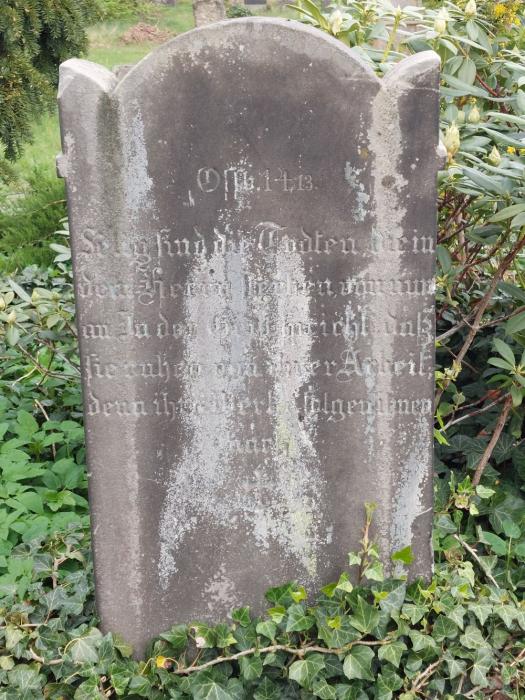 Offb. 14. 13.
Selig sind die Todten, die in
dem Herrn sterben, von nun
an. Ja der Geist spricht, daß
sie ruhen von ihrer Arbeit,
denn ihre Werke folgen ihnen
nach.